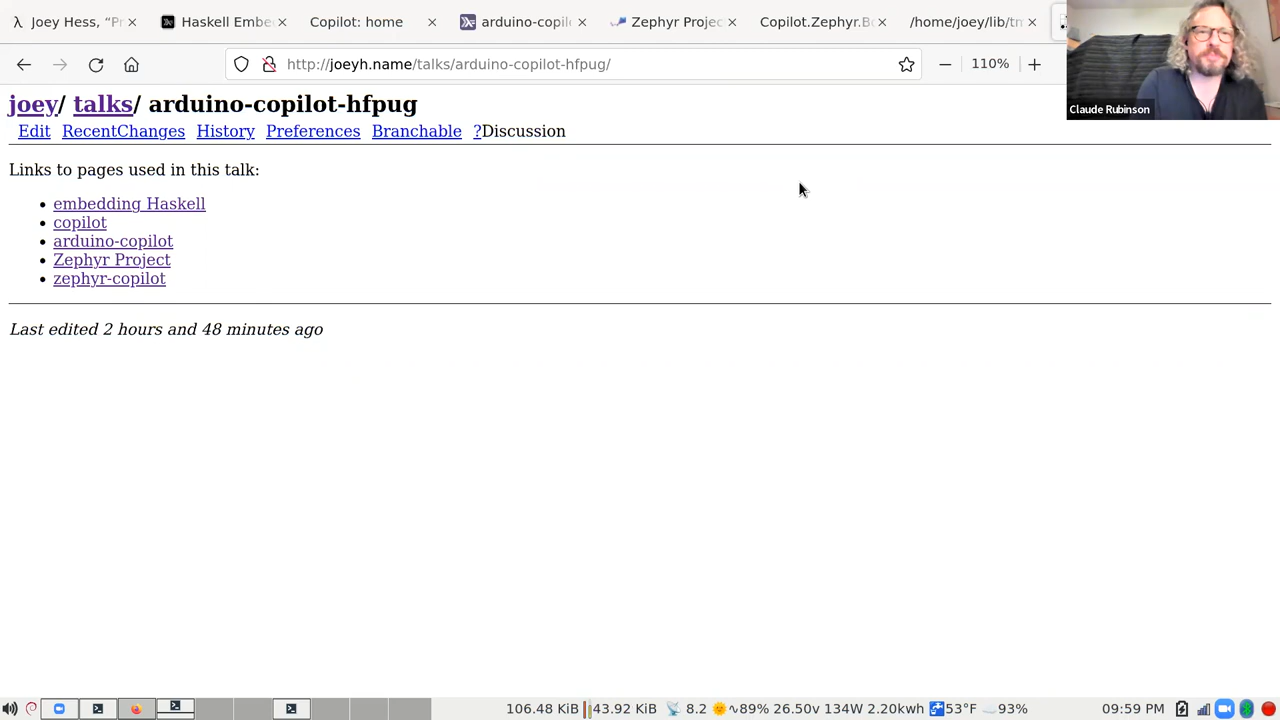 Joey Hess, “Pr
Haskell Embe
Copilot: home
arduino-copil
Zephyr Projec
Copilot.Zephyr.Bo
/home/joey/lib/tm
http://joeyh.name/talks/arduino-copilot-hfpug/
110%
Claude Rubinson
joey/ talks/ arduino-copilot-hfpug
Edit RecentChanges History Preferences Branchable ?Discussion
Links to pages used in this talk:
embedding Haskell
copilot
arduino-copilot
Zephyr Project
zephyr-copilot
Last edited 2 hours and 48 minutes ago
106.48 KiB 43.92 KiB 8.2 ∿89% 26.50v 134W 2.20kwh 53°F 93% 09:59 PM